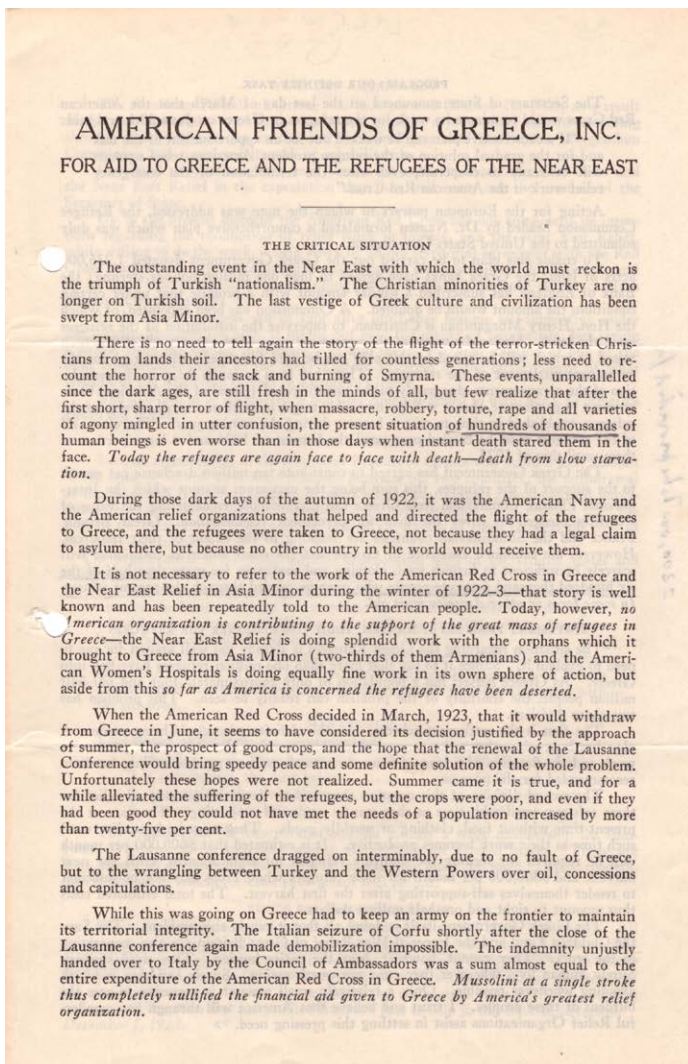 AMERICAN FRIENDS OF GREECE, INC.
FOR AID TO GREECE AND THE REFUGEES OF THE NEAR EAST
THE CRITICAL SITUATION
The outstanding event in the Near East with which the world must reckon is
the triumph of Turkish “nationalism.” The Christian minorities of Turkey are no
longer on Turkish soil. The last vestige of Greek culture and civilization has been
swept from Asia Minor.
There is no need to tell again the story of the flight of the terror-stricken Chris-
tians from lands their ancestors had tilled for countless generations; less need to re-
count the horror of the sack and burning of Smyrna. These events, unparallelled
since the dark ages, are still fresh in the minds of all, but few realize that after the
first short, sharp terror of flight, when massacre, robbery, torture, rape and all varieties
of agony mingled in utter confusion, the present situation of hundreds of thousands of
human beings is even worse than in those days when instant death stared them in the
face. Today the refugees are again face to face with death—death from slow starva-
tion.
During those dark days of the autumn of 1922, it was the American Navy and
the American relief organizations that helped and directed the flight of the refugees
to Greece, and the refugees were taken to Greece, not because they had a legal claim
to asylum there, but because no other country in the world would receive them.
It is not necessary to refer to the work of the American Red Cross in Greece and
the Near East Relief in Asia Minor during the winter of 1922–3—that story is well
known and has been repeatedly told to the American people. Today, however, no
American organization is contributing to the support of the great mass of refugees in
Greece—the Near East Relief is doing splendid work with the orphans which it
brought to Greece from Asia Minor (two-thirds of them Armenians) and the Ameri-
can Women's Hospitals is doing equally fine work in its own sphere of action, but
aside from this so far as America is concerned the refugees have been deserted.
When the American Red Cross decided in March, 1923, that it would withdraw
from Greece in June, it seems to have considered its decision justified by the approach
of summer, the prospect of good crops, and the hope that the renewal of the Lausanne
Conference would bring speedy peace and some definite solution of the whole problem.
Unfortunately these hopes were not realized. Summer came it is true, and for a
while alleviated the suffering of the refugees, but the crops were poor, and even if they
had been good they could not have met the needs of a population increased by more
than twenty-five per cent.
The Lausanne conference dragged on interminably, due to no fault of Greece,
but to the wrangling between Turkey and the Western Powers over oil, concessions
and capitulations.
While this was going on Greece had to keep an army on the frontier to maintain
its territorial integrity. The Italian seizure of Corfu shortly after the close of the
Lausanne conference again made demobilization impossible. The indemnity unjustly
handed over to Italy by the Council of Ambassadors was a sum almost equal to the
entire expenditure of the American Red Cross in Greece. Mussolini at a single stroke
thus completely nullified the financial aid given to Greece by America's greatest relief
organization.